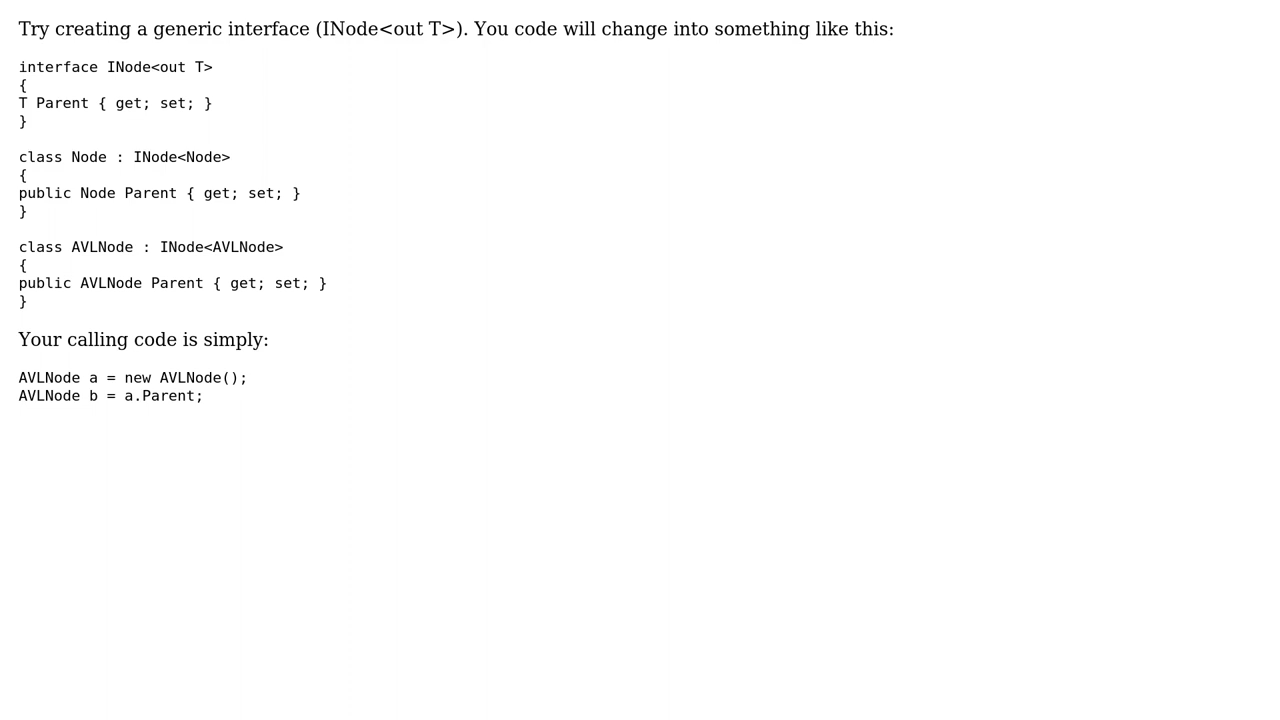 Try creating a generic interface (INode<out T>). You code will change into something like this:
interface INode<out T>
{
T Parent { get; set; }
}
class Node : INode<Node>
{
public Node Parent { get; set; }
}
class AVLNode : INode<AVLNode>
{
public AVLNode Parent { get; set; }
}
Your calling code is simply:
AVLNode a = new AVLNode();
AVLNode b = a.Parent;